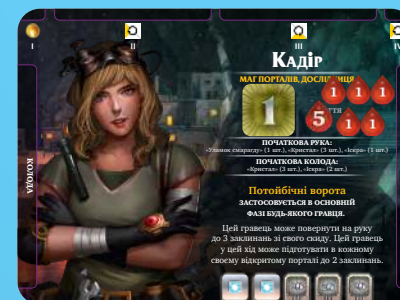 I
II
III
IV
Кадір
МАГ ПОРТАЛІВ, ДОСЛІДНИЦЯ
1
1 1 1
5 1 1
ПОЧАТКОВА РУКА:
«Уламок смарагду» (1 шт.), «Кристал» (3 шт.), «Іскра» (1 шт.)
ПОЧАТКОВА КОЛОДА:
«Кристал» (3 шт.), «Іскра» (2 шт.)
Потойбічні ворота
ЗАСТОСОВУЄТЬСЯ В ОСНОВНІЙ
ФАЗІ БУДЬ-ЯКОГО ГРАВЦЯ.
Цей гравець може повернути на руку
до 3 заклинань зі свого скиду. Цей гравець
у цей хід може підготувати в кожному
своєму відкритому порталі до 2 заклинань.
КОЛОДА